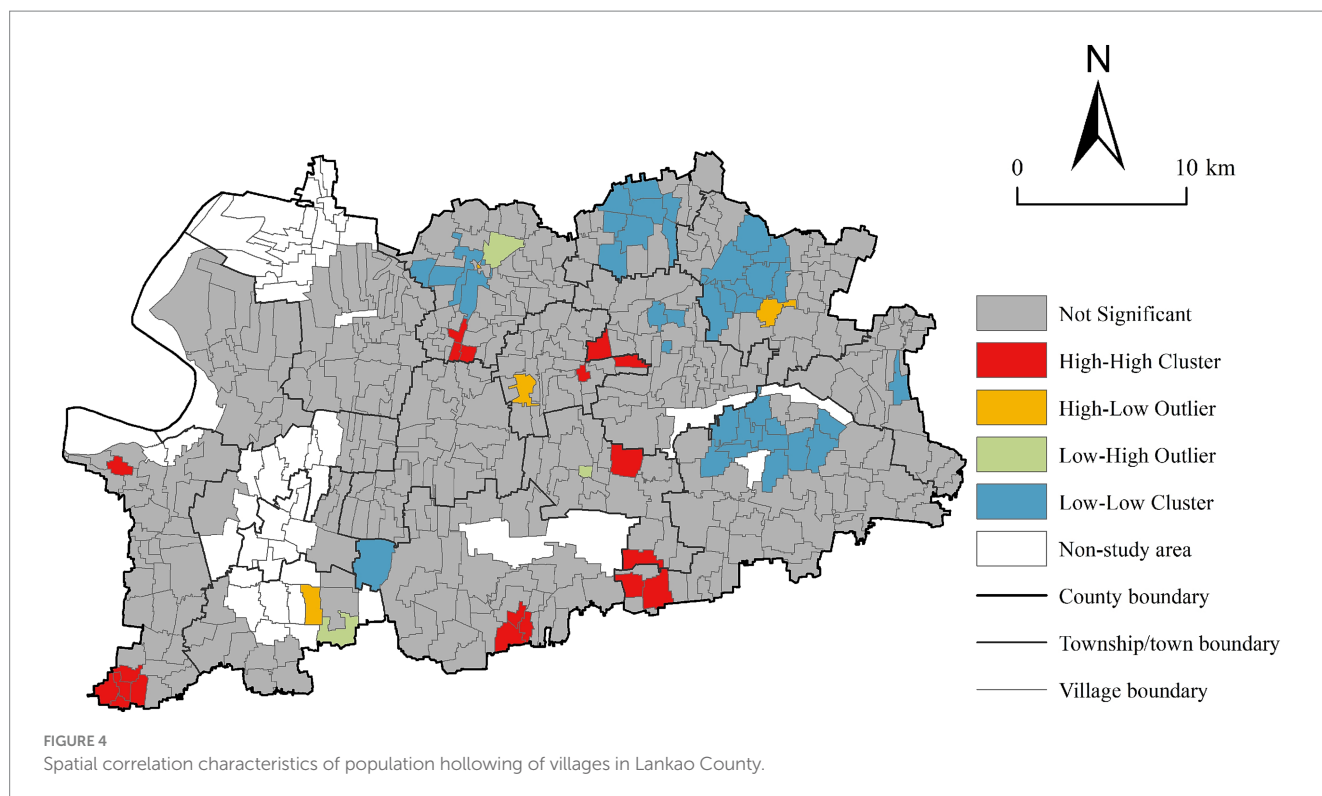 N
0 10 km
Not Significant
High-High Cluster
High-Low Outlier
Low-High Outlier
Low-Low Cluster
Non-study area
County boundary
Township/town boundary
Village boundary
FIGURE 4
Spatial correlation characteristics of population hollowing of villages in Lankao County.